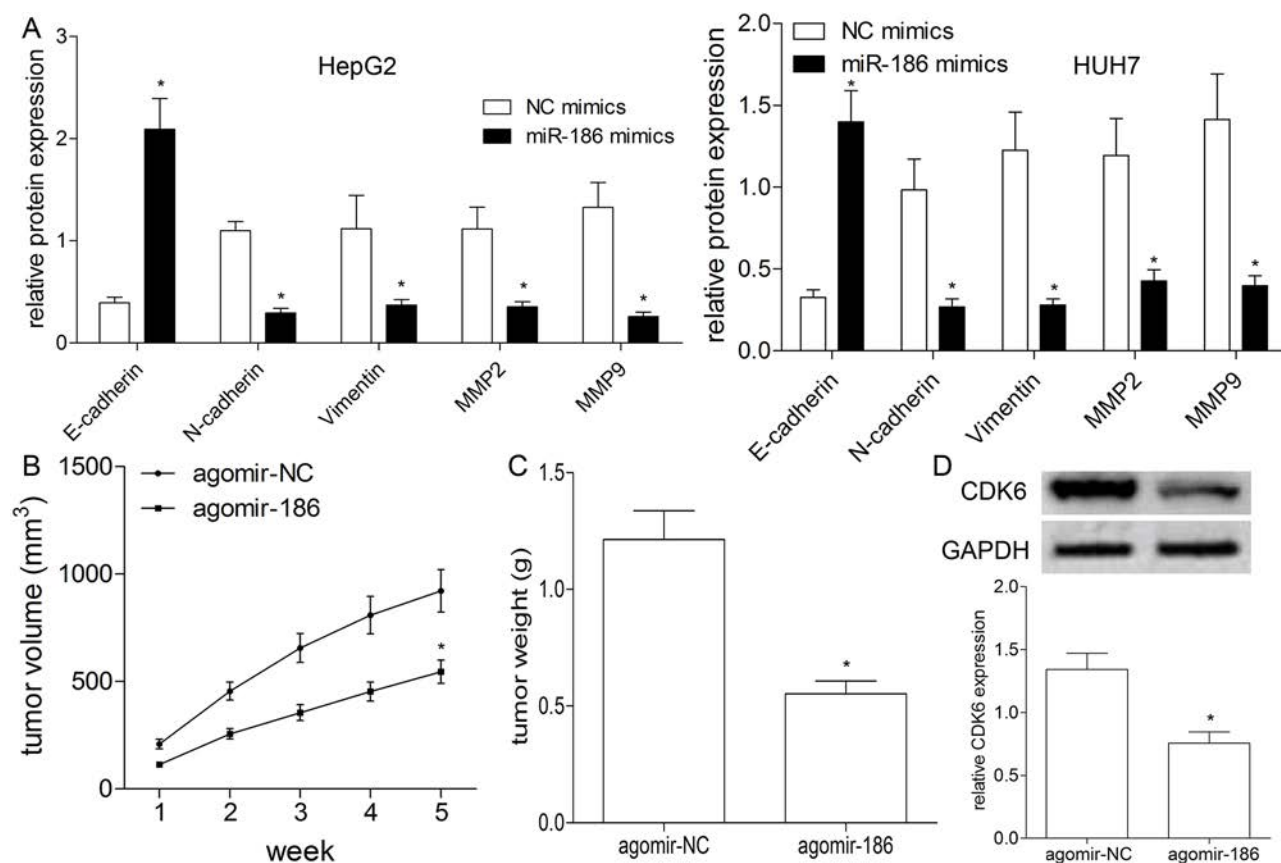 A
HepG2
NC mimics
miR-186 mimics
relative protein expression
3
2
1
0
*
*
*
*
*
E-cadherin
N-cadherin
Vimentin
MMP2
MMP9
NC mimics
miR-186 mimics
HUH7
relative protein expression
2.0
1.5
1.0
0.5
0.0
*
*
*
*
*
E-cadherin
N-cadherin
Vimentin
MMP2
MMP9
B
agomir-NC
agomir-186
tumor volume (mm³)
1500
1000
500
0
*
1 2 3 4 5
week
C
tumor weight (g)
1.5
1.0
0.5
0.0
*
agomir-NC agomir-186
D
CDK6
GAPDH
relative CDK6 expression
2.0
1.5
1.0
0.5
0.0
*
agomir-NC agomir-186